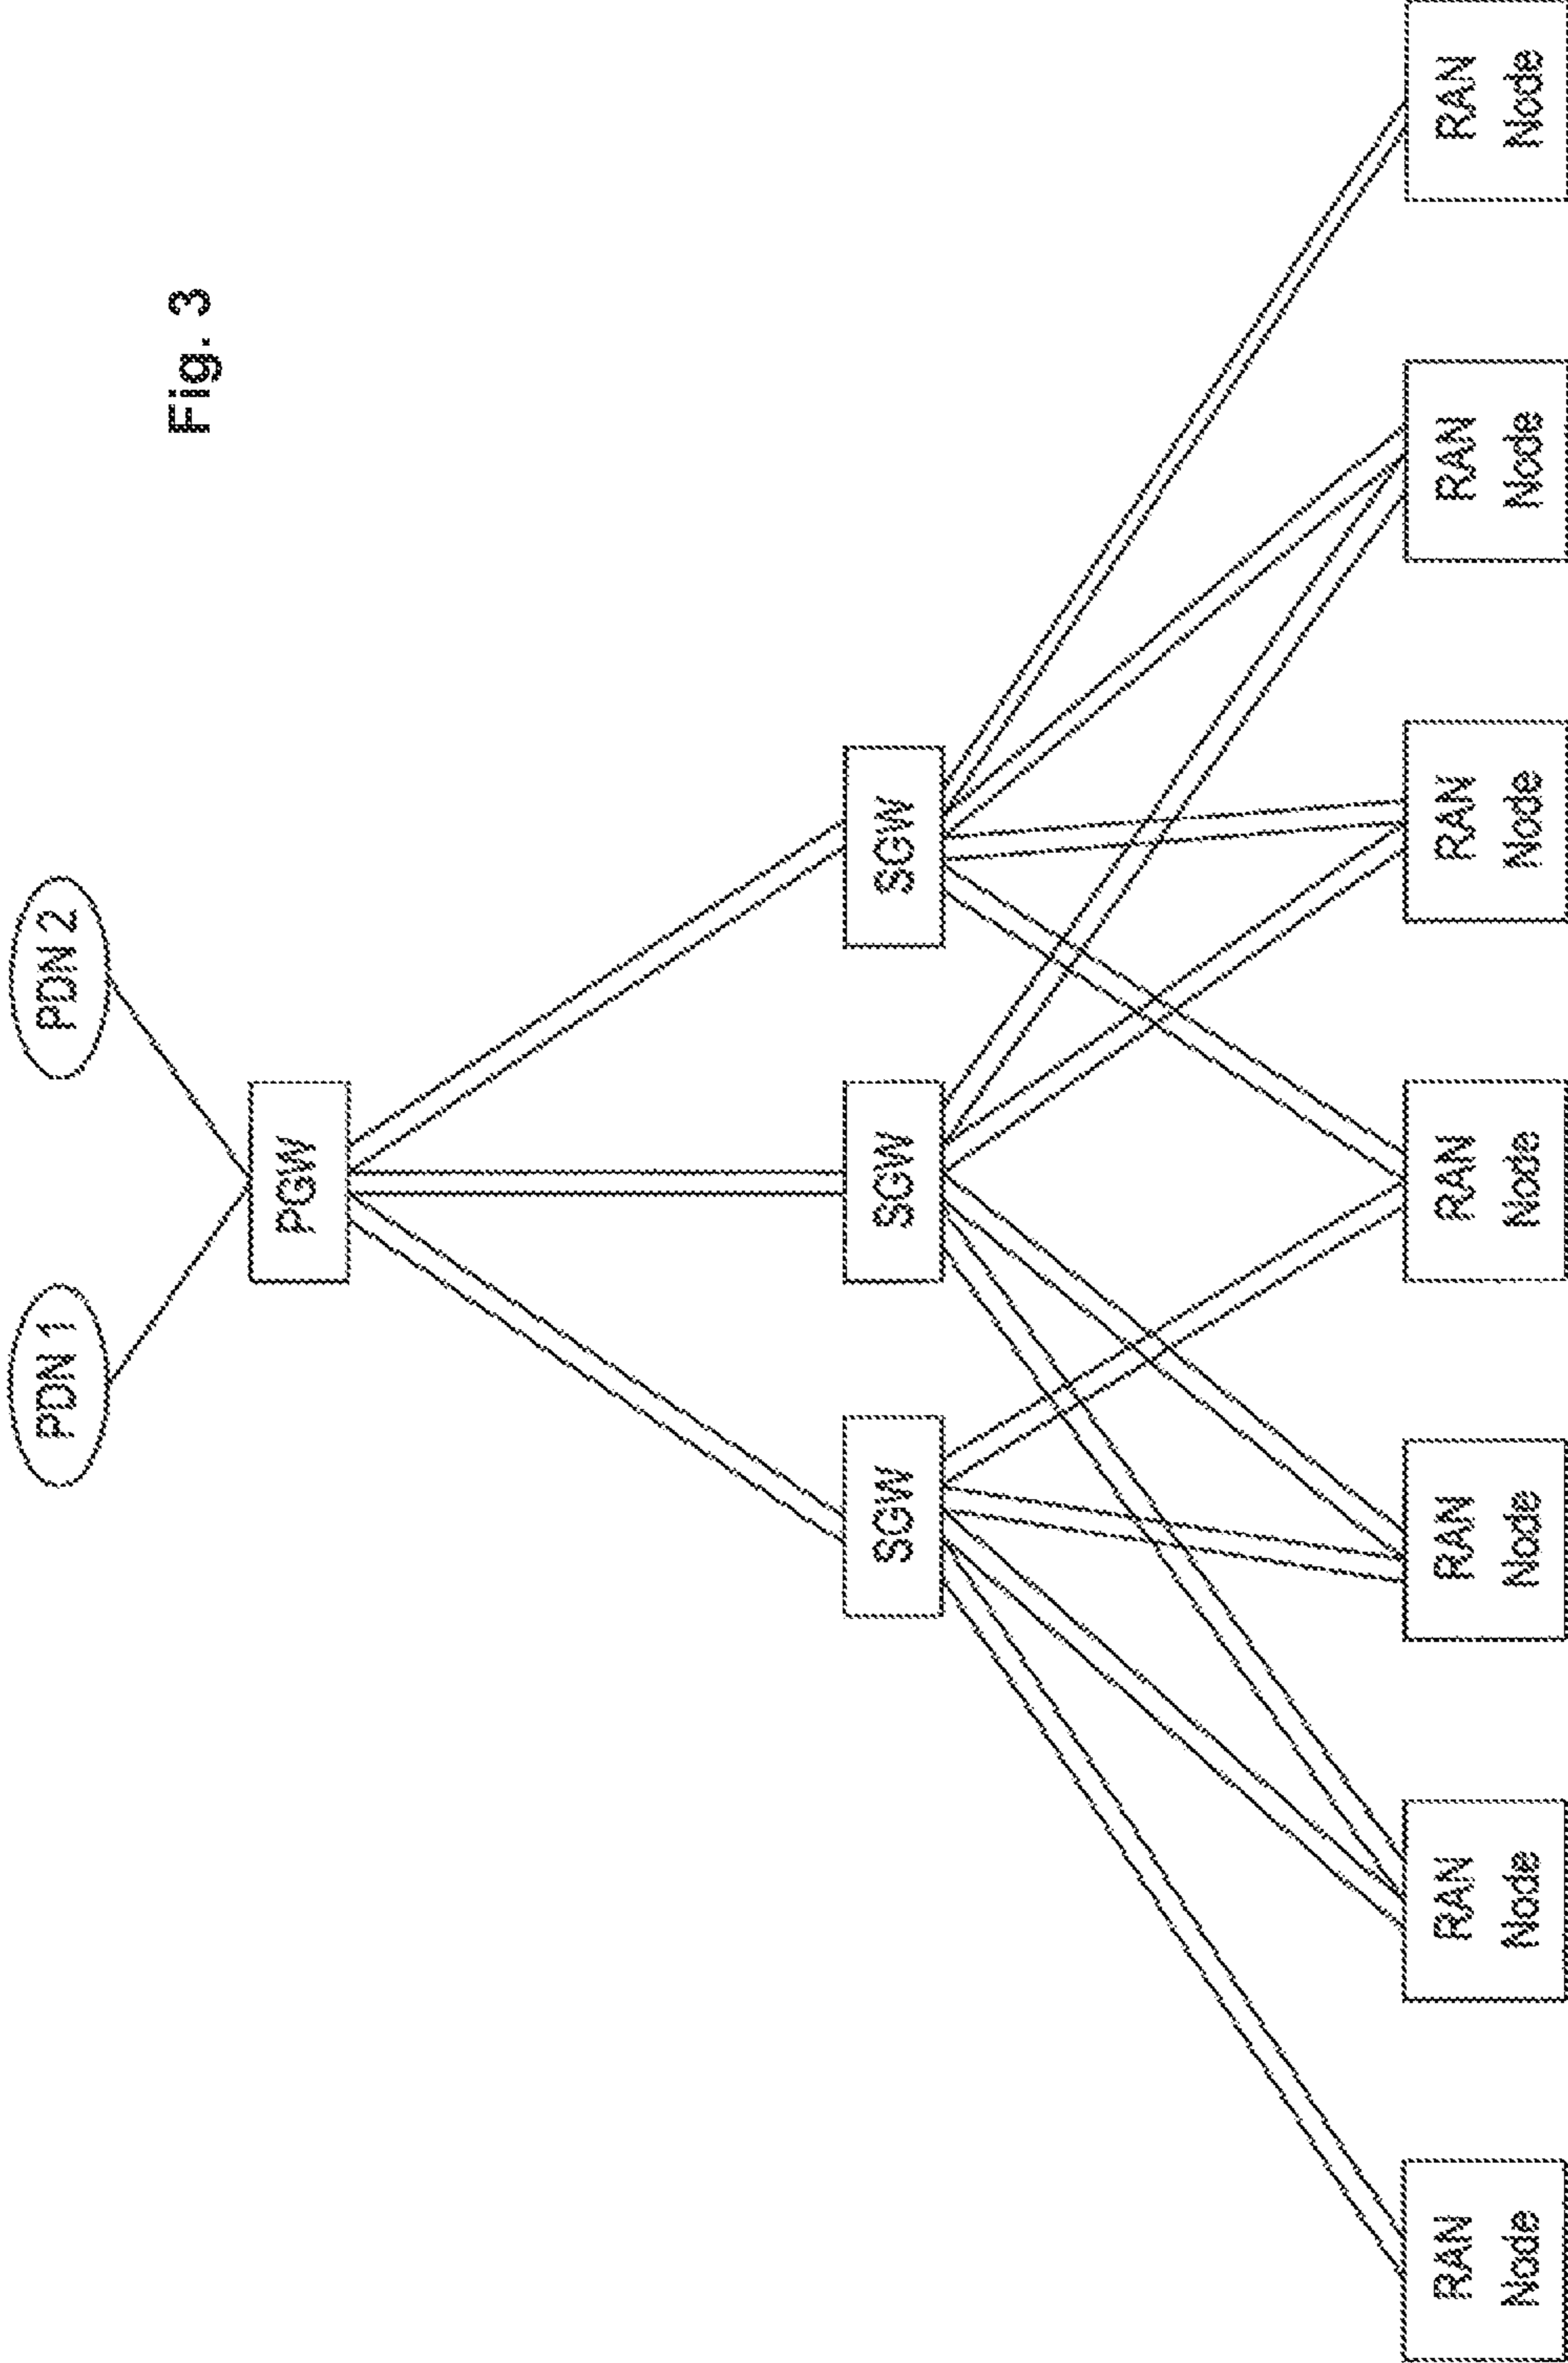 Fig. 3
PDN 1
PDN 2
PGW
SGW
SGW
SGW
RAN
Node
RAN
Node
RAN
Node
RAN
Node
RAN
Node
RAN
Node
RAN
Node